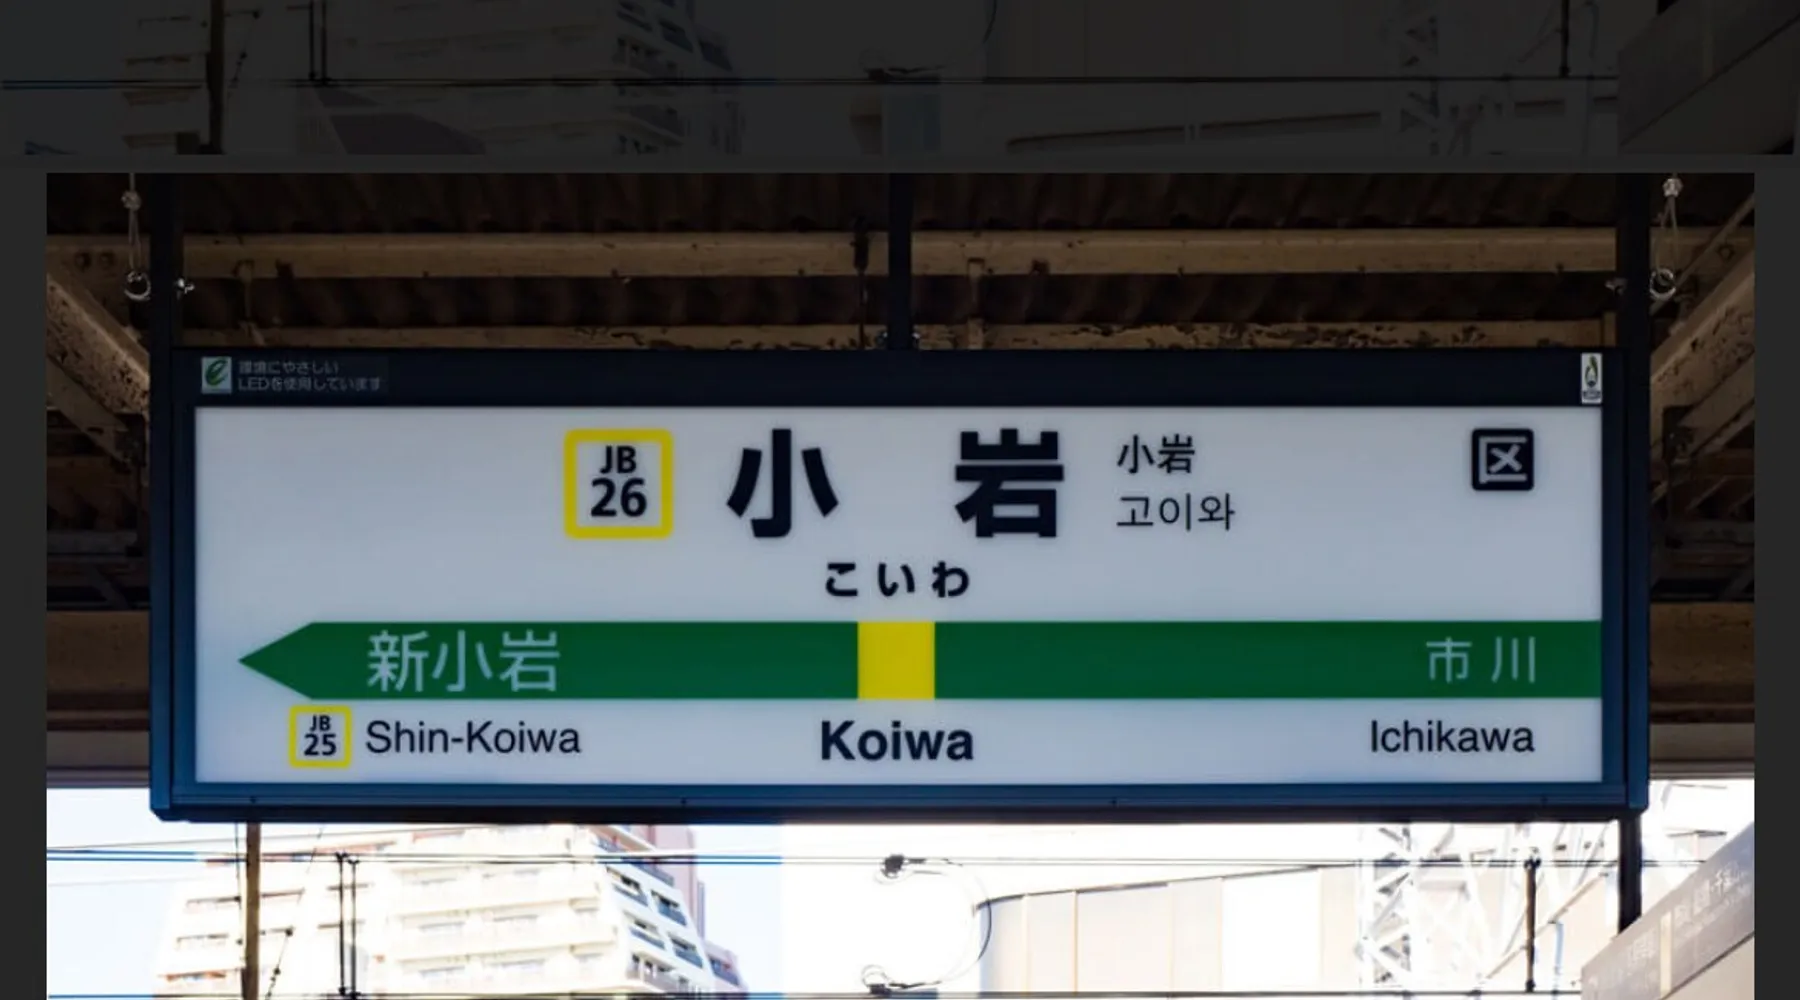 環境にやさしい
LEDを使用しています
JB
26
小岩
小岩
고이와
区
こいわ
新小岩
市川
JB
25
Shin-Koiwa
Koiwa
Ichikawa